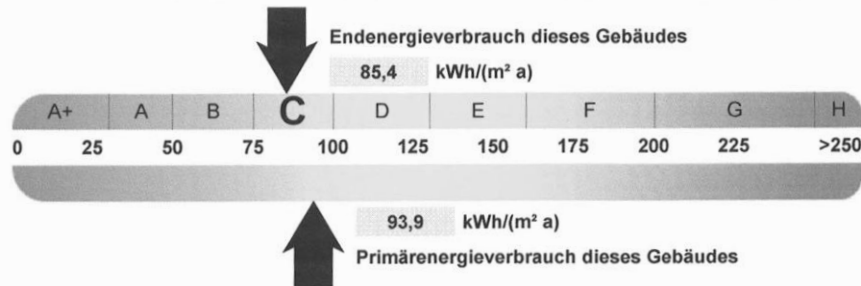 Endenergieverbrauch dieses Gebäudes
85,4 kWh/(m² a)
A+ A B C D E F G H
0 25 50 75 100 125 150 175 200 225 >250
93,9 kWh/(m² a)
Primärenergieverbrauch dieses Gebäudes